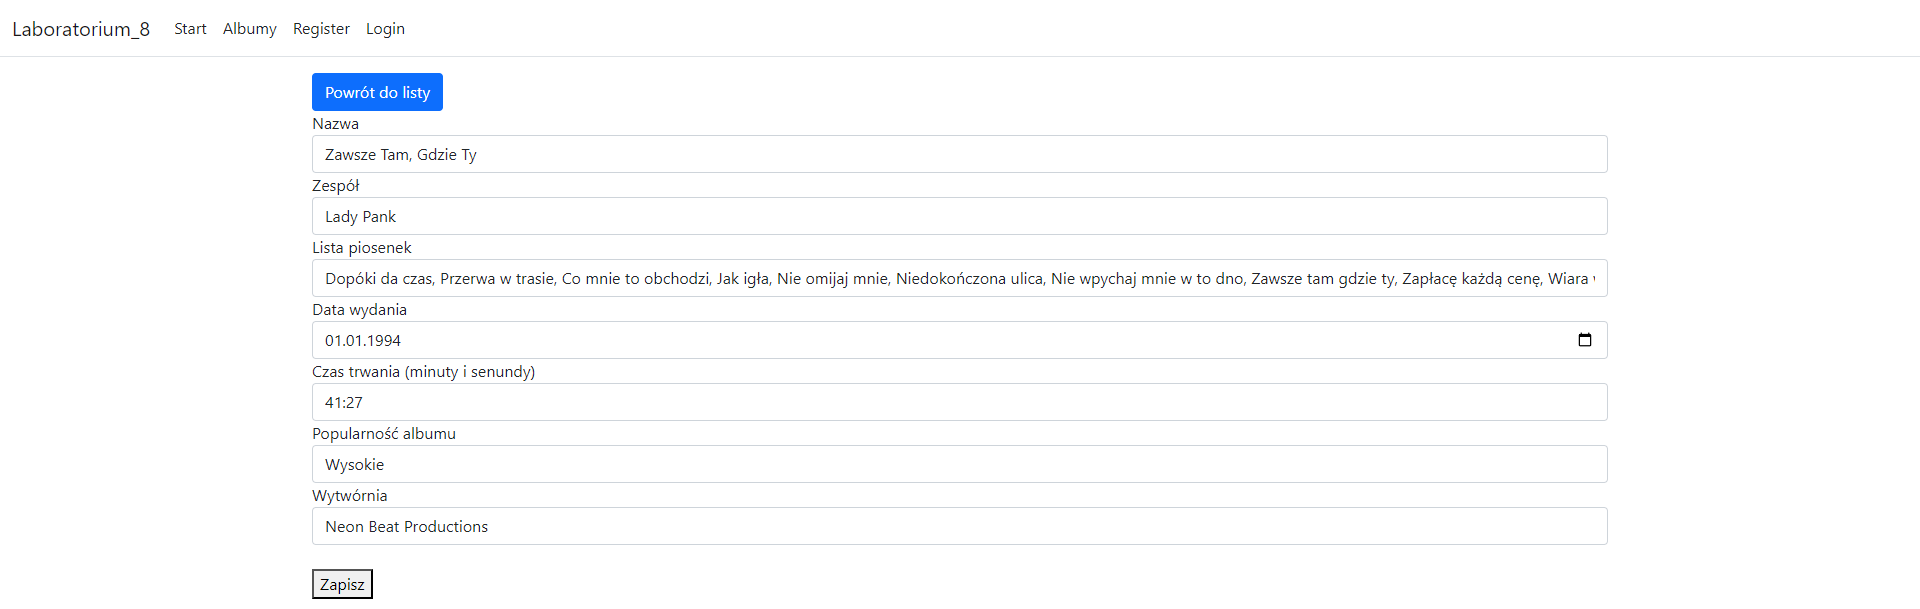 Laboratorium_8 Start Albumy Register Login
Powrót do listy
Nazwa
Zawsze Tam, Gdzie Ty
Zespół
Lady Pank
Lista piosenek
Dopóki da czas, Przerwa w trasie, Co mnie to obchodzi, Jak igła, Nie omijaj mnie, Niedokończona ulica, Nie wpychaj mnie w to dno, Zawsze tam gdzie ty, Zapłacę każdą cenę, Wiara
Data wydania
01.01.1994
Czas trwania (minuty i senundy)
41:27
Popularność albumu
Wysokie
Wytwórnia
Neon Beat Productions
Zapisz